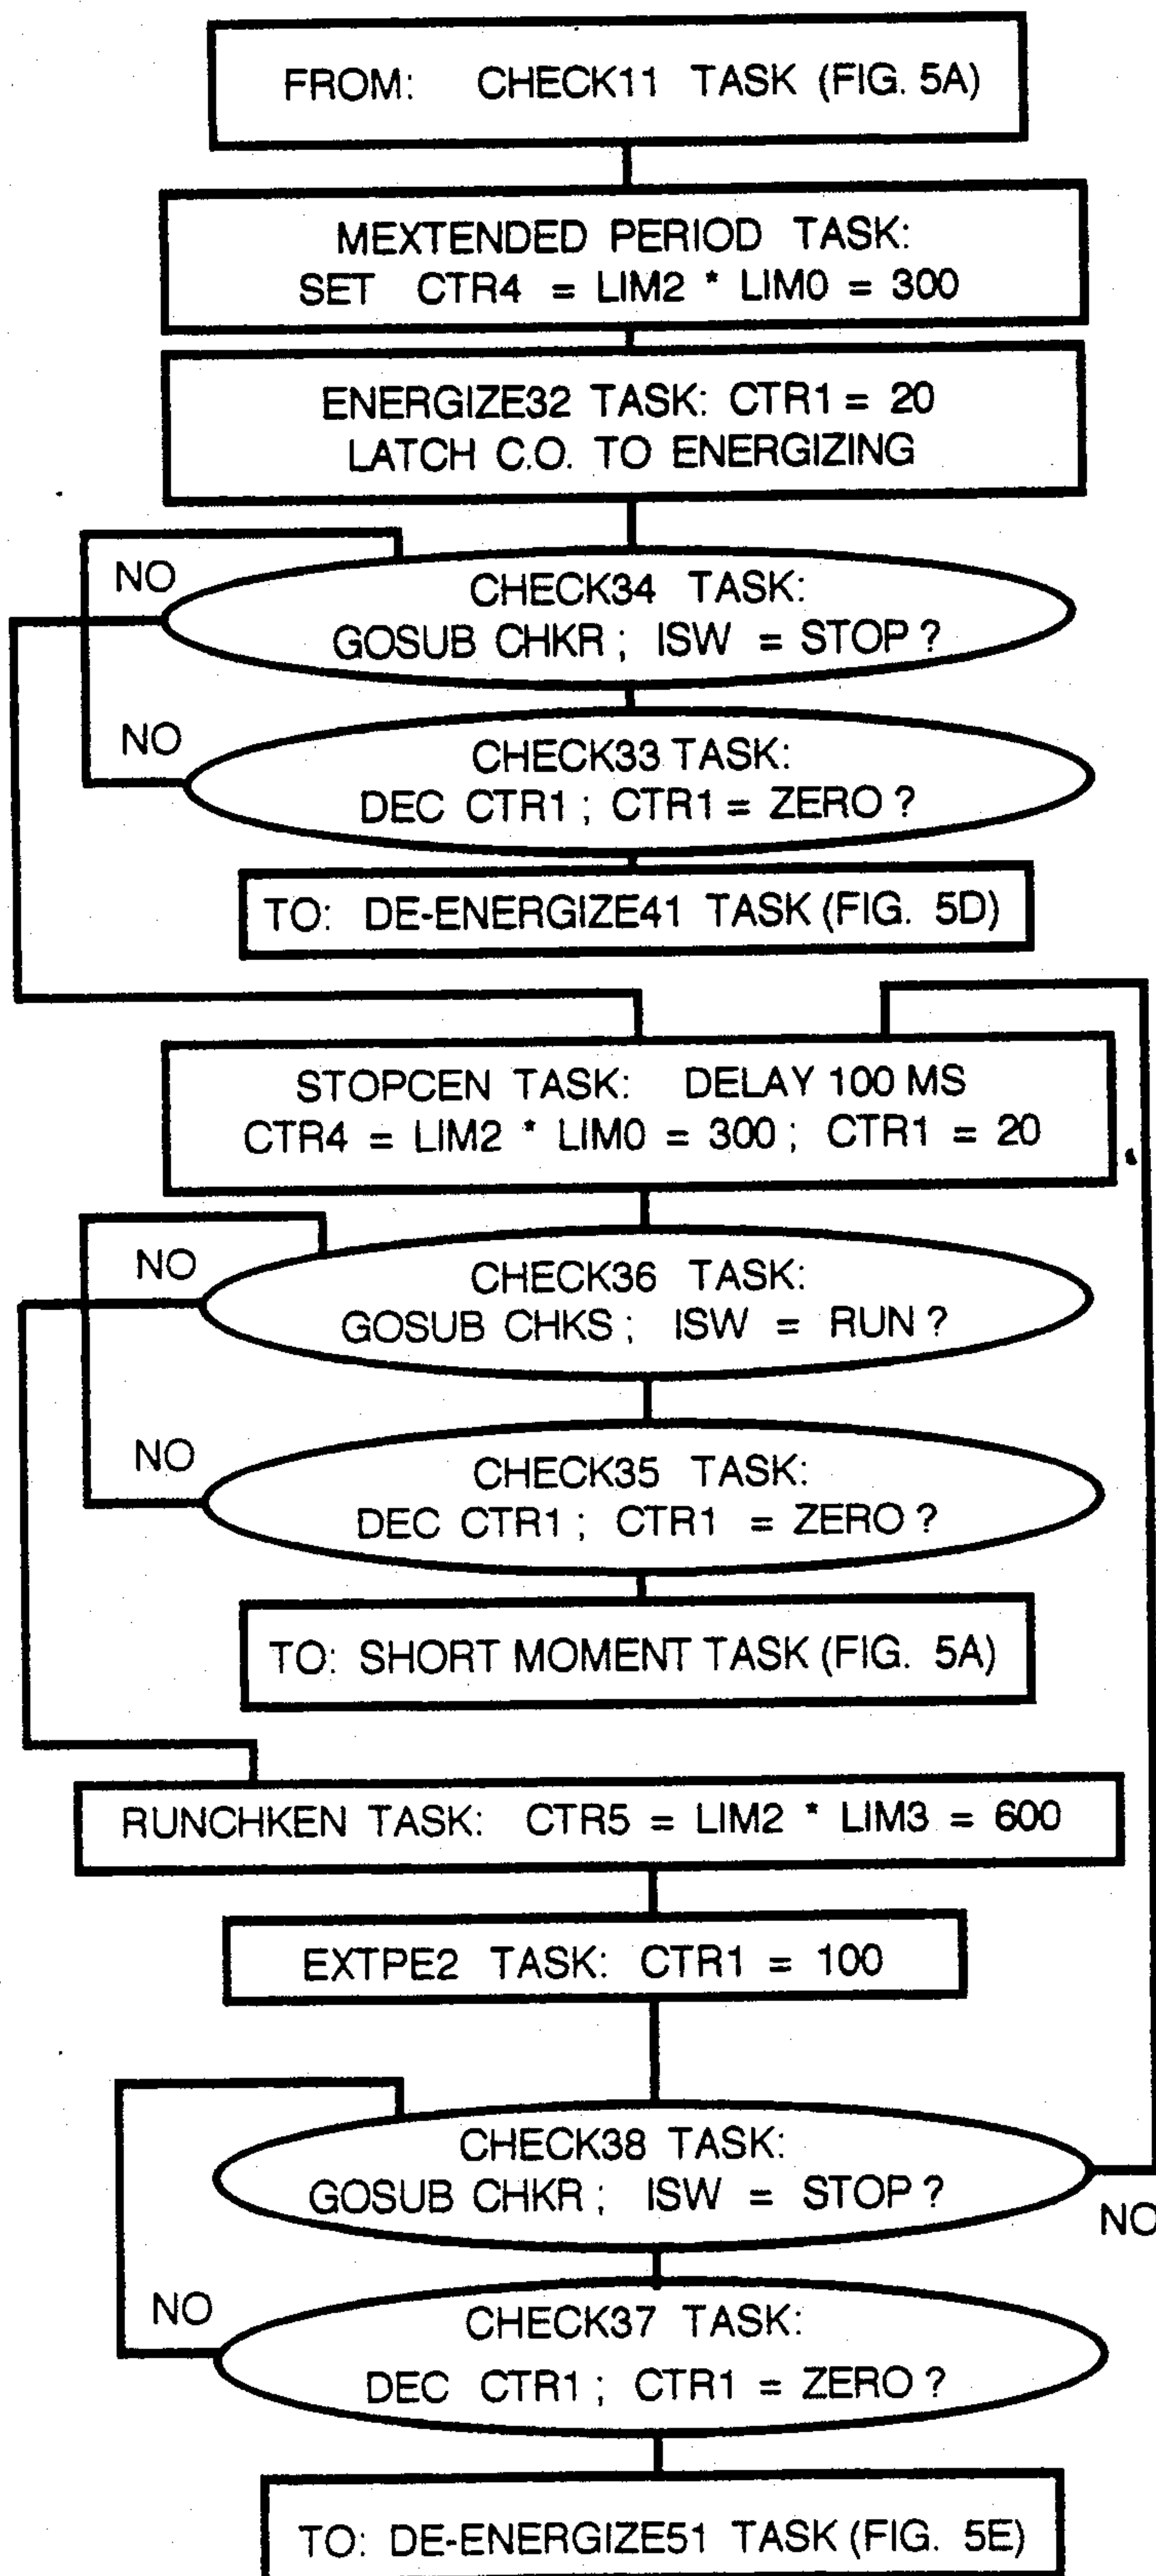 FROM: CHECK11 TASK (FIG. 5A)
MEXTENDED PERIOD TASK:
SET CTR4 = LIM2 * LIM0 = 300
ENERGIZE32 TASK: CTR1 = 20
LATCH C.O. TO ENERGIZING
NO
CHECK34 TASK:
GOSUB CHKR ; ISW = STOP ?
NO
CHECK33 TASK:
DEC CTR1 ; CTR1 = ZERO ?
TO: DE-ENERGIZE41 TASK (FIG. 5D)
STOPCEN TASK: DELAY 100 MS
CTR4 = LIM2 * LIM0 = 300 ; CTR1 = 20
NO
CHECK36 TASK:
GOSUB CHKS ; ISW = RUN ?
NO
CHECK35 TASK:
DEC CTR1 ; CTR1 = ZERO ?
TO: SHORT MOMENT TASK (FIG. 5A)
RUNCHKEN TASK: CTR5 = LIM2 * LIM3 = 600
EXTPE2 TASK: CTR1 = 100
CHECK38 TASK:
GOSUB CHKR ; ISW = STOP ?
NO
NO
CHECK37 TASK:
DEC CTR1 ; CTR1 = ZERO ?
TO: DE-ENERGIZE51 TASK (FIG. 5E)